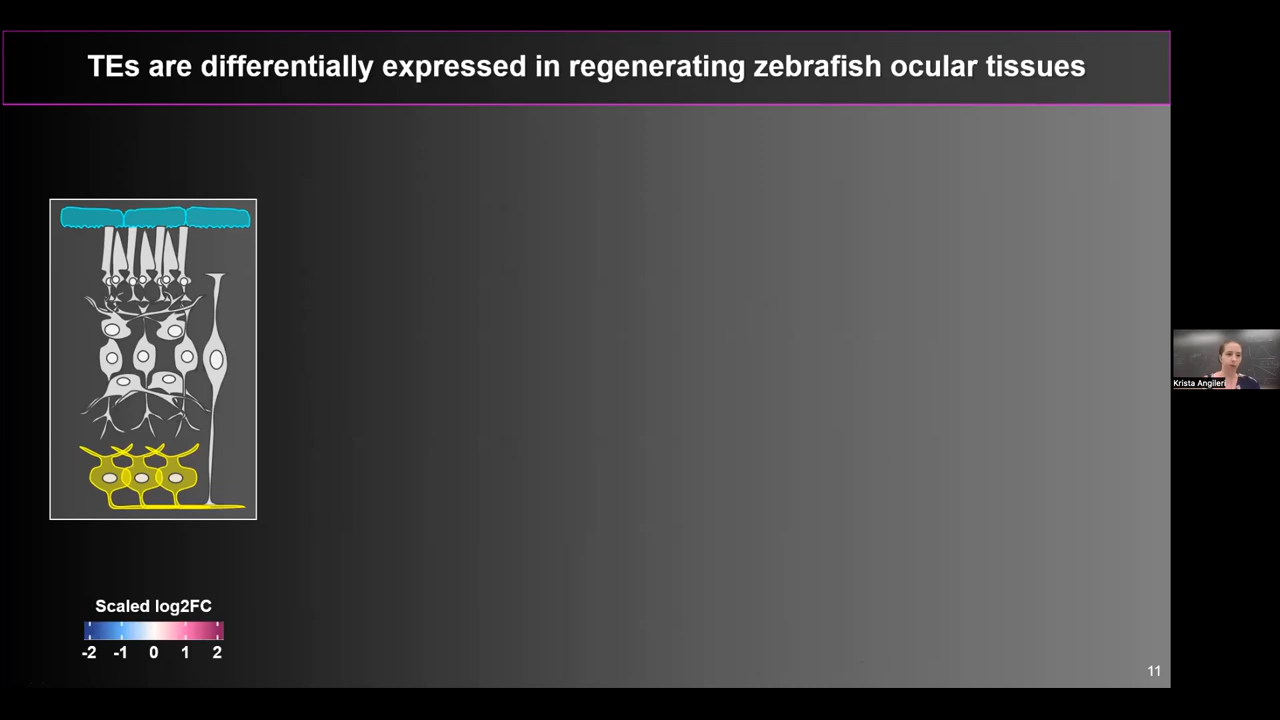 TEs are differentially expressed in regenerating zebrafish ocular tissues
Krista Angileri
Scaled log2FC
-2 -1 0 1 2
11